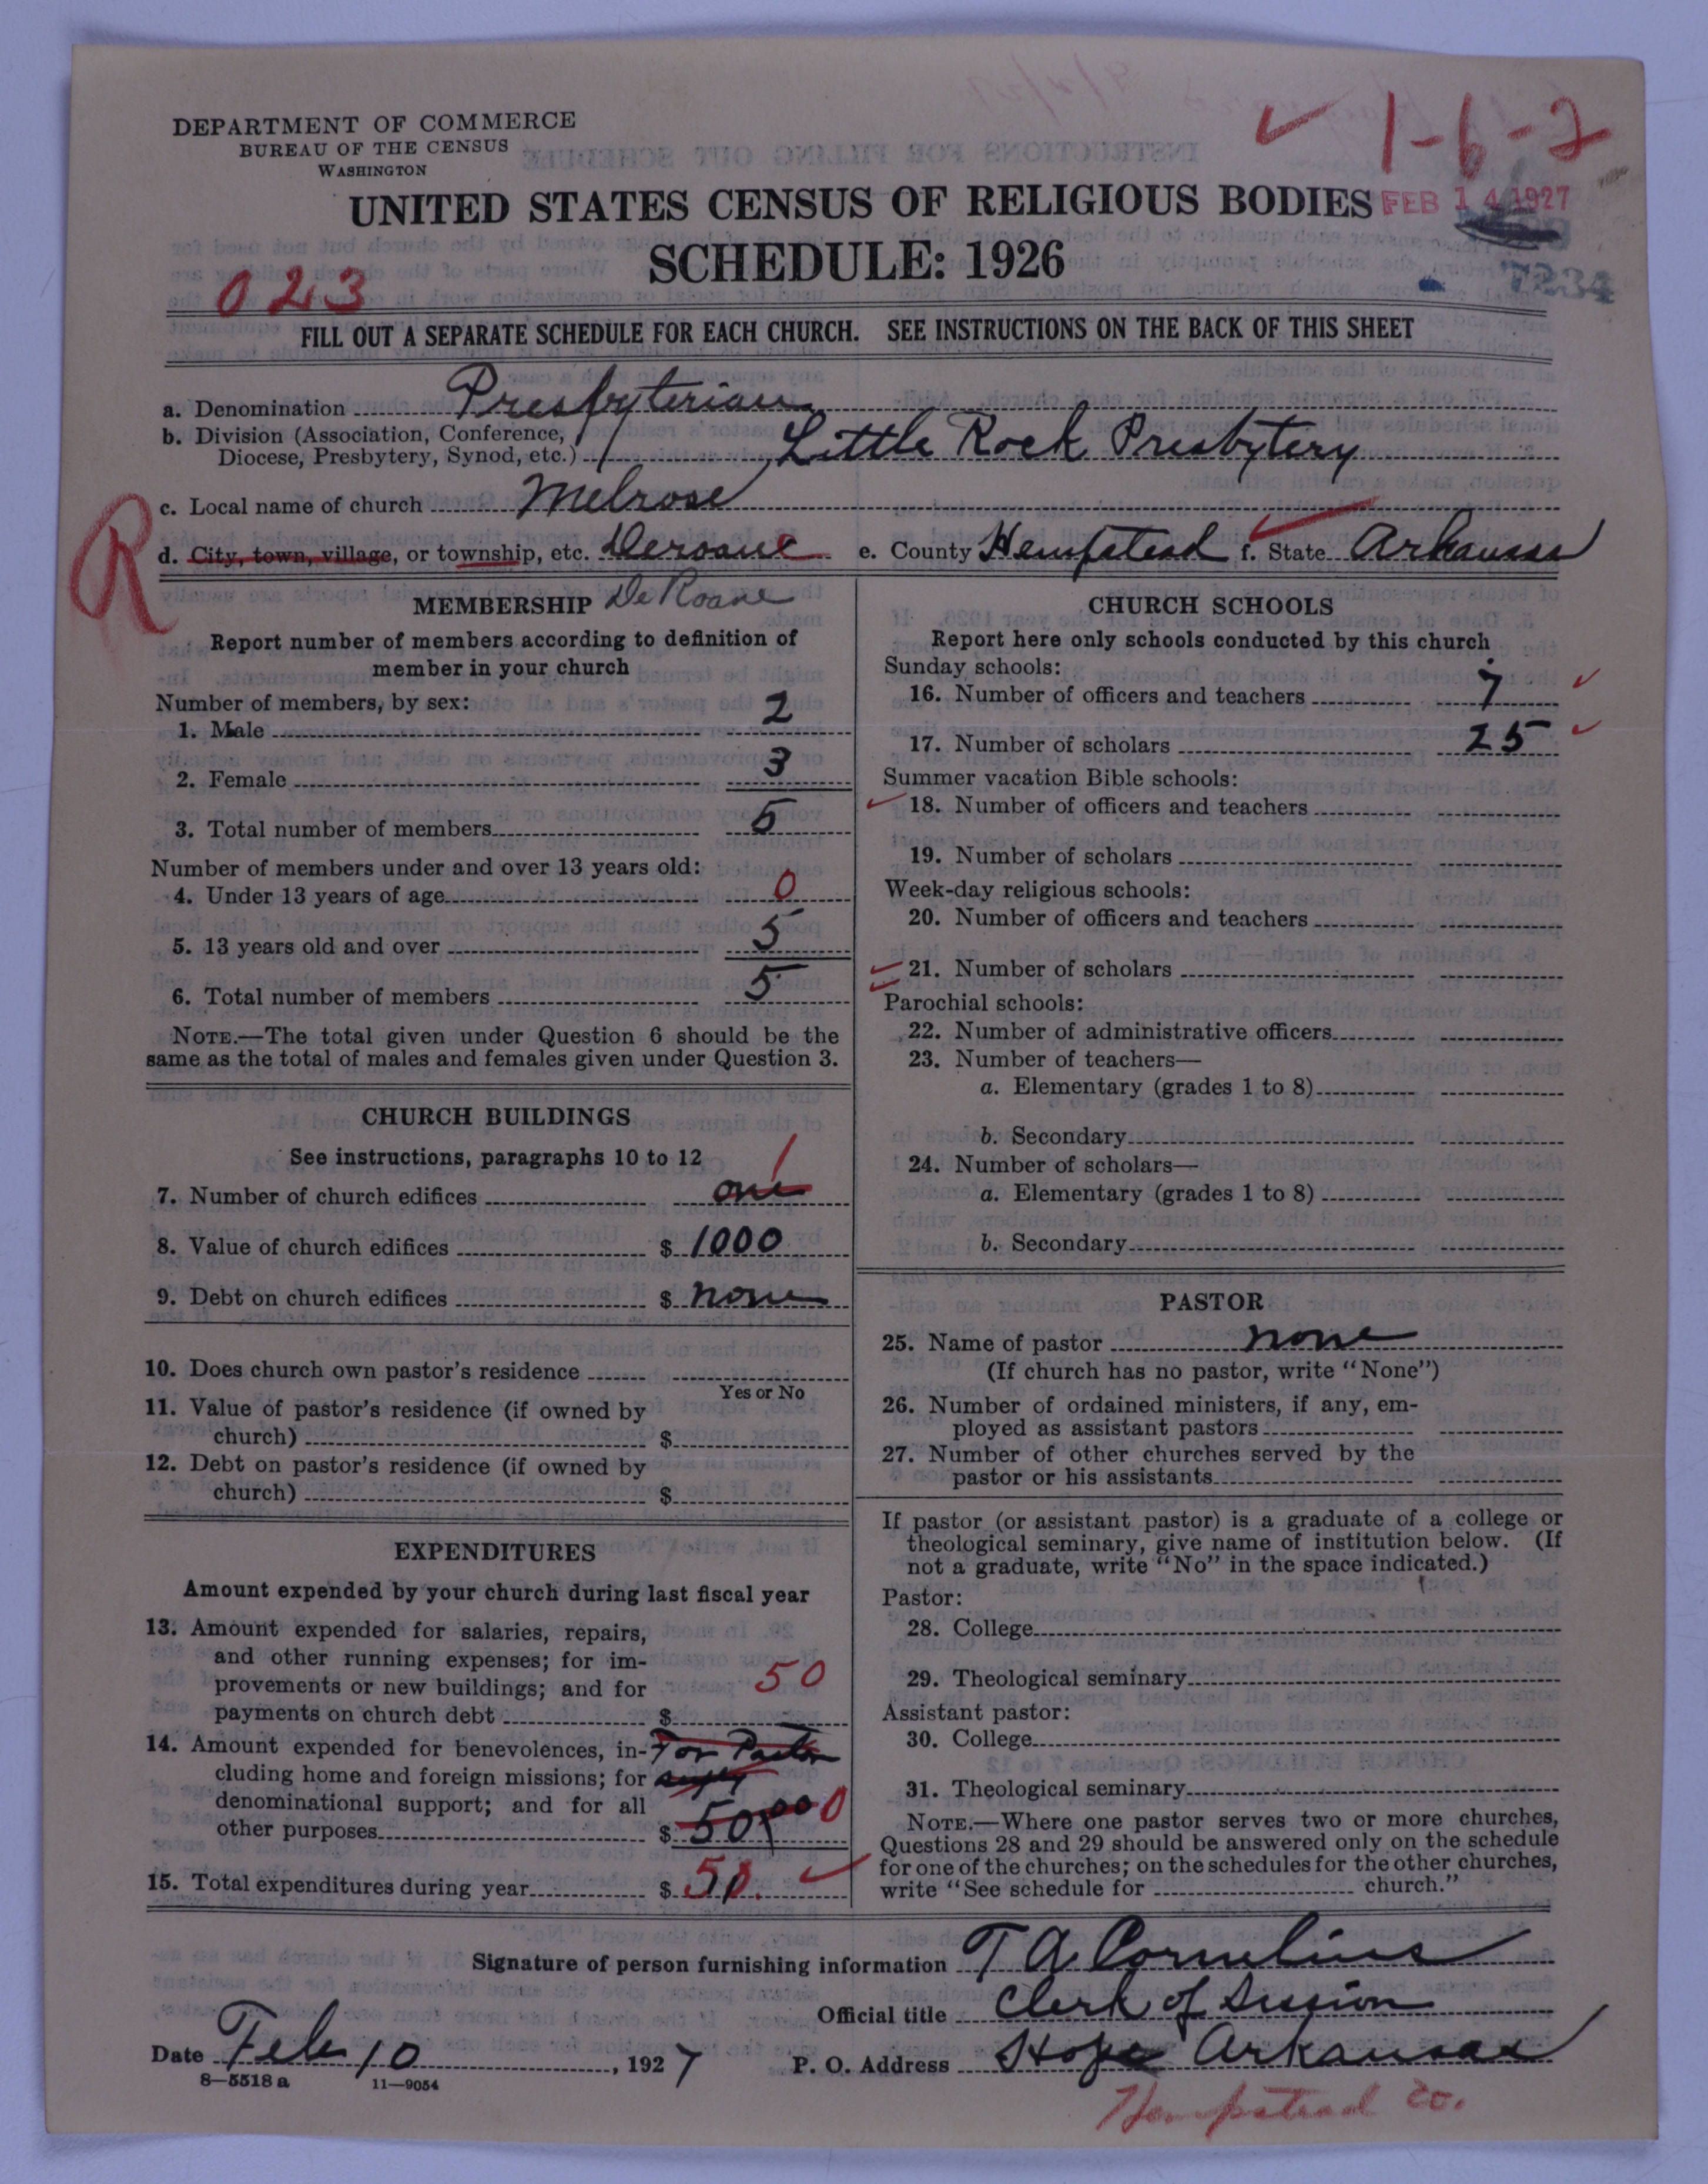 DEPARTMENT OF COMMERCE
BUREAU OF THE CENSUS
WASHINGTON
1-6-2
UNITED STATES CENSUS OF RELIGIOUS BODIES
FEB 14 1927
SCHEDULE: 1926
023
7234
FILL OUT A SEPARATE SCHEDULE FOR EACH CHURCH. SEE INSTRUCTIONS ON THE BACK OF THIS SHEET
a. Denomination Presbyterian
b. Division (Association, Conference,
Diocese, Presbytery, Synod, etc.) Little Rock Presbytery
R
c. Local name of church Melrose
d. City, town, village, or township, etc. Deroane e. County Hempstead f. State Arkansas
MEMBERSHIP DeRoane
Report number of members according to definition of
member in your church
Number of members, by sex:
1. Male 2
2. Female 3
3. Total number of members 5
Number of members under and over 13 years old:
4. Under 13 years of age 0
5. 13 years old and over 5
6. Total number of members 5
NOTE.—The total given under Question 6 should be the
same as the total of males and females given under Question 3.
CHURCH BUILDINGS
See instructions, paragraphs 10 to 12
1
7. Number of church edifices one
8. Value of church edifices $ 1000
9. Debt on church edifices $ none
10. Does church own pastor's residence
Yes or No
11. Value of pastor's residence (if owned by
church) $
12. Debt on pastor's residence (if owned by
church) $
EXPENDITURES
Amount expended by your church during last fiscal year
13. Amount expended for salaries, repairs,
and other running expenses; for im-
provements or new buildings; and for 50
payments on church debt $
14. Amount expended for benevolences, in- For Pastor
cluding home and foreign missions; for
denominational support; and for all 0
other purposes $ 50.00
15. Total expenditures during year $ 50.
CHURCH SCHOOLS
Report here only schools conducted by this church
Sunday schools:
16. Number of officers and teachers 7
17. Number of scholars 25
Summer vacation Bible schools:
18. Number of officers and teachers
19. Number of scholars
Week-day religious schools:
20. Number of officers and teachers
21. Number of scholars
Parochial schools:
22. Number of administrative officers
23. Number of teachers—
a. Elementary (grades 1 to 8)
b. Secondary
24. Number of scholars—
a. Elementary (grades 1 to 8)
b. Secondary
PASTOR
25. Name of pastor none
(If church has no pastor, write "None")
26. Number of ordained ministers, if any, em-
ployed as assistant pastors
27. Number of other churches served by the
pastor or his assistants
If pastor (or assistant pastor) is a graduate of a college or
theological seminary, give name of institution below. (If
not a graduate, write "No" in the space indicated.)
Pastor:
28. College
29. Theological seminary
Assistant pastor:
30. College
31. Theological seminary
NOTE.—Where one pastor serves two or more churches,
Questions 28 and 29 should be answered only on the schedule
for one of the churches; on the schedules for the other churches,
write "See schedule for church."
Signature of person furnishing information T A Cornelius
Official title Clerk of Session
Date Feb 10, 1927 P. O. Address Hope Arkansas
8—5518 a 11—9054
Hempstead Co.